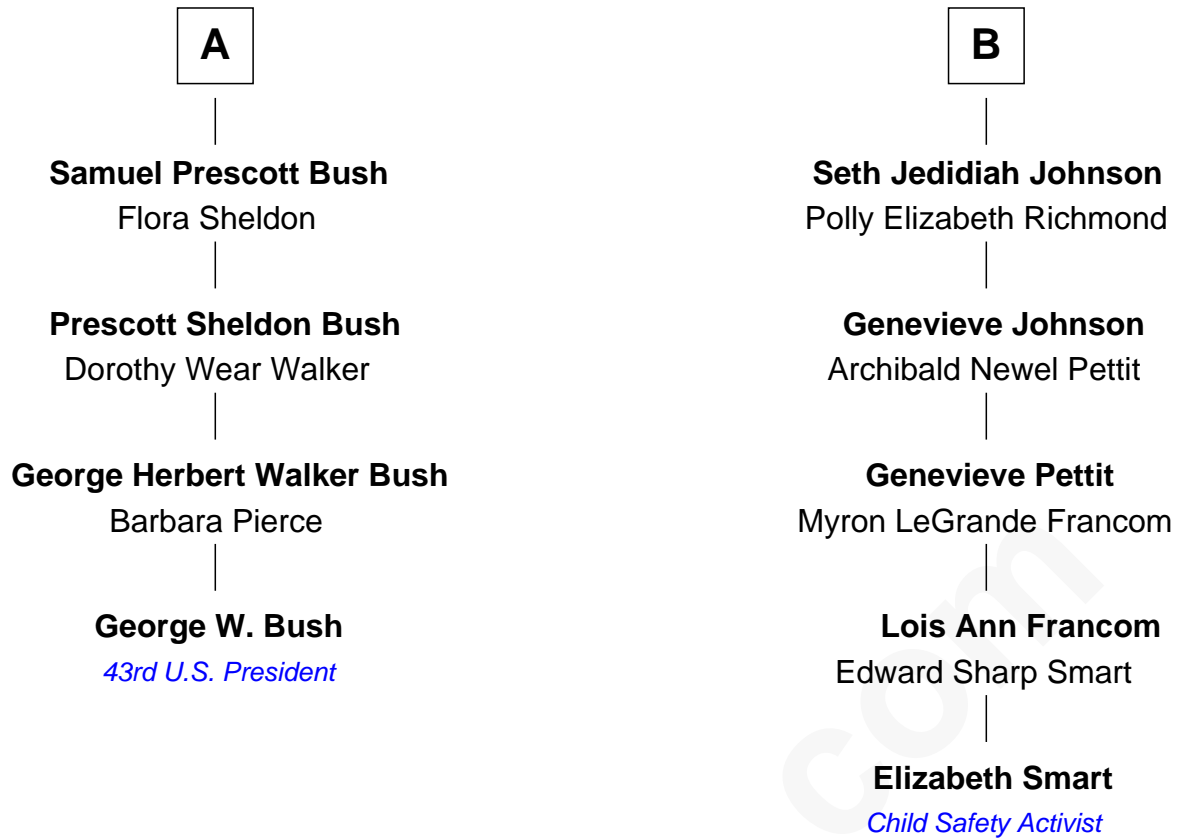 A
Samuel Prescott Bush
Flora Sheldon
Prescott Sheldon Bush
Dorothy Wear Walker
George Herbert Walker Bush
Barbara Pierce
George W. Bush
43rd U.S. President
B
Seth Jedidiah Johnson
Polly Elizabeth Richmond
Genevieve Johnson
Archibald Newel Pettit
Genevieve Pettit
Myron LeGrande Francom
Lois Ann Francom
Edward Sharp Smart
Elizabeth Smart
Child Safety Activist
com